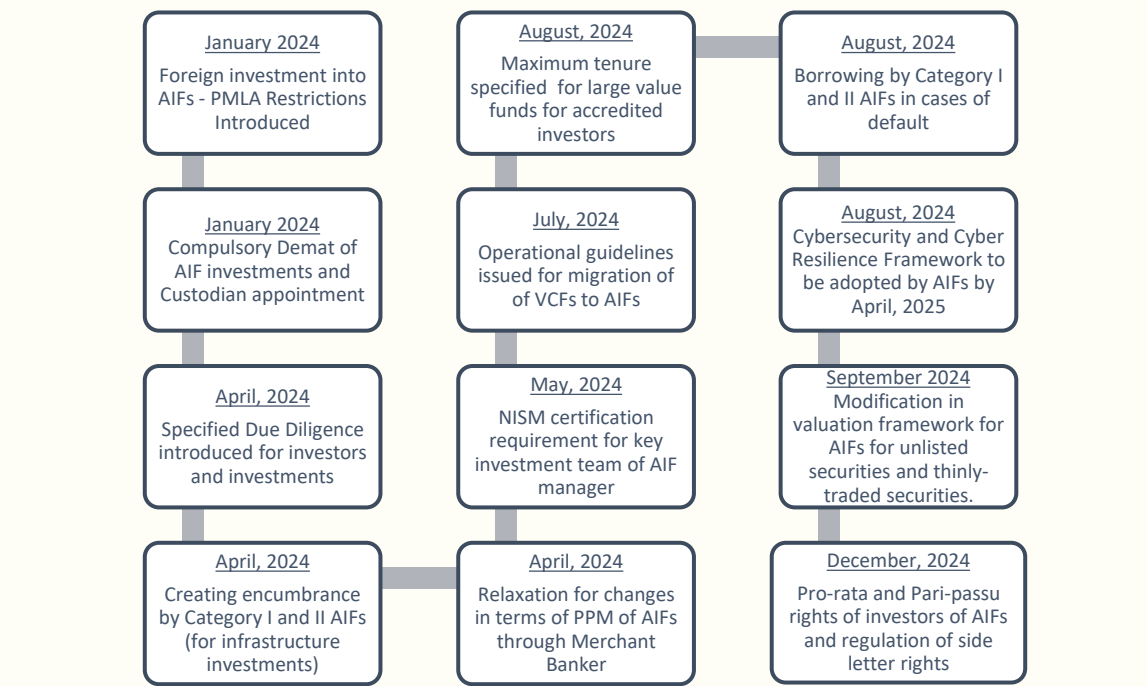 January 2024
Foreign investment into
AIFs - PMLA Restrictions
Introduced
January 2024
Compulsory Demat of
AIF investments and
Custodian appointment
April, 2024
Specified Due Diligence
introduced for investors
and investments
April, 2024
Creating encumbrance
by Category I and II AIFs
(for infrastructure
investments)
April, 2024
Relaxation for changes
in terms of PPM of AIFs
through Merchant
Banker
May, 2024
NISM certification
requirement for key
investment team of AIF
manager
July, 2024
Operational guidelines
issued for migration of
of VCFs to AIFs
August, 2024
Maximum tenure
specified for large value
funds for accredited
investors
August, 2024
Borrowing by Category I
and II AIFs in cases of
default
August, 2024
Cybersecurity and Cyber
Resilience Framework to
be adopted by AIFs by
April, 2025
September 2024
Modification in
valuation framework for
AIFs for unlisted
securities and thinly-
traded securities.
December, 2024
Pro-rata and Pari-passu
rights of investors of AIFs
and regulation of side
letter rights